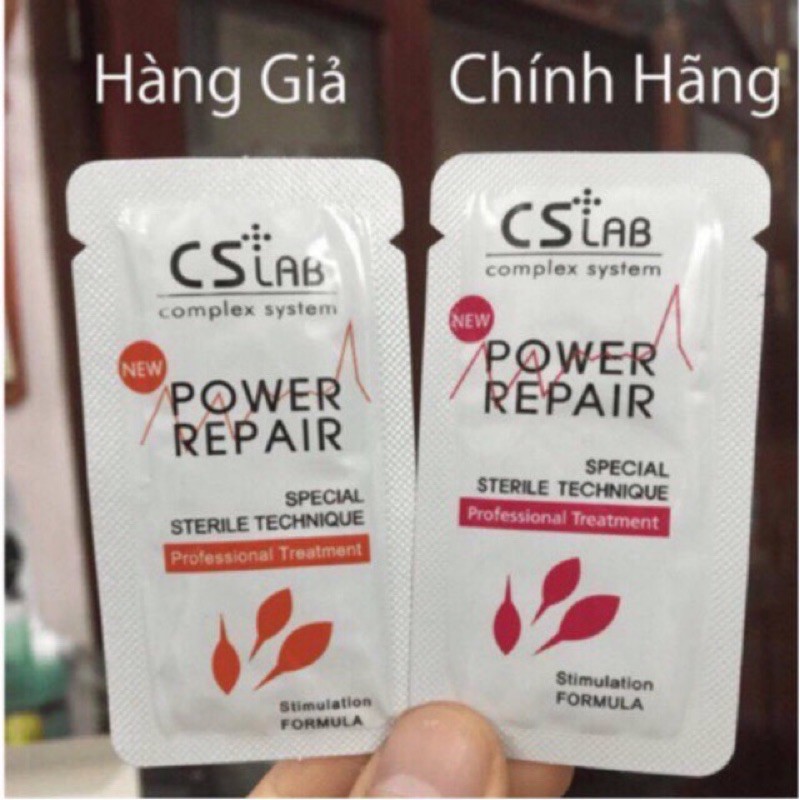 Hàng Giả
Chính Hãng
CS LAB
complex system
NEW
POWER
REPAIR
SPECIAL
STERILE TECHNIQUE
Professional Treatment
Stimulation
FORMULA
CS LAB
complex system
NEW
POWER
REPAIR
SPECIAL
STERILE TECHNIQUE
Professional Treatment
Stimulation
FORMULA